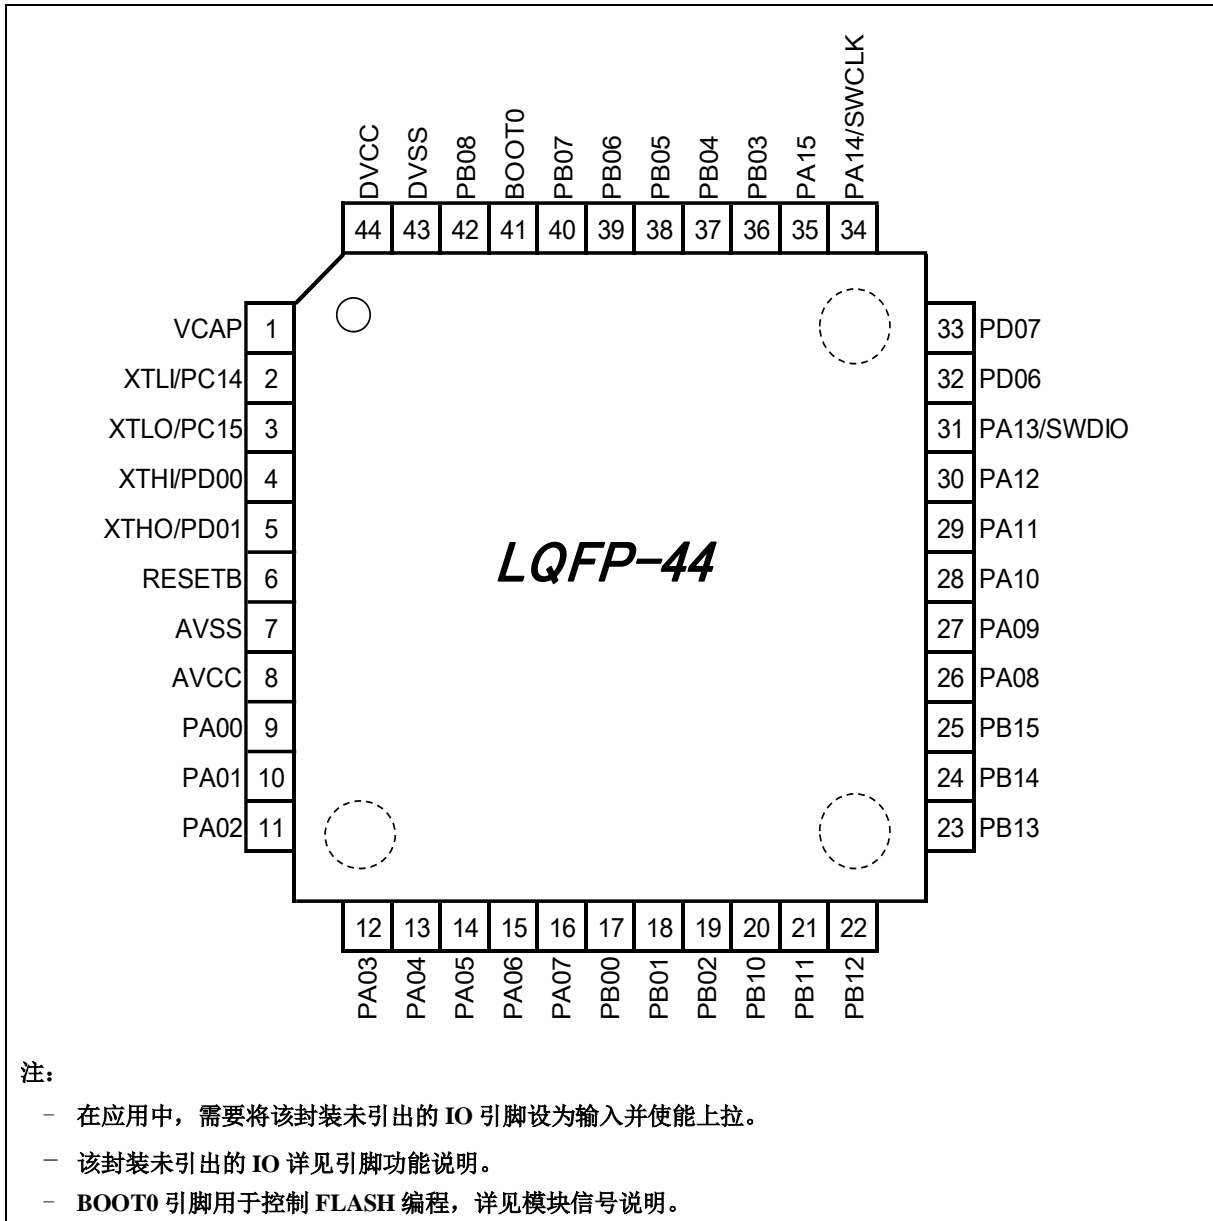 DVCC
DVSS
PB08
BOOT0
PB07
PB06
PB05
PB04
PB03
PA15
PA14/SWCLK
44 43 42 41 40 39 38 37 36 35 34
VCAP 1
XTLI/PC14 2
XTLO/PC15 3
XTHI/PD00 4
XTHO/PD01 5
RESETB 6
AVSS 7
AVCC 8
PA00 9
PA01 10
PA02 11
LQFP-44
33 PD07
32 PD06
31 PA13/SWDIO
30 PA12
29 PA11
28 PA10
27 PA09
26 PA08
25 PB15
24 PB14
23 PB13
12 13 14 15 16 17 18 19 20 21 22
PA03
PA04
PA05
PA06
PA07
PB00
PB01
PB02
PB10
PB11
PB12
注：
－ 在应用中，需要将该封装未引出的 IO 引脚设为输入并使能上拉。
－ 该封装未引出的 IO 详见引脚功能说明。
－ BOOT0 引脚用于控制 FLASH 编程，详见模块信号说明。